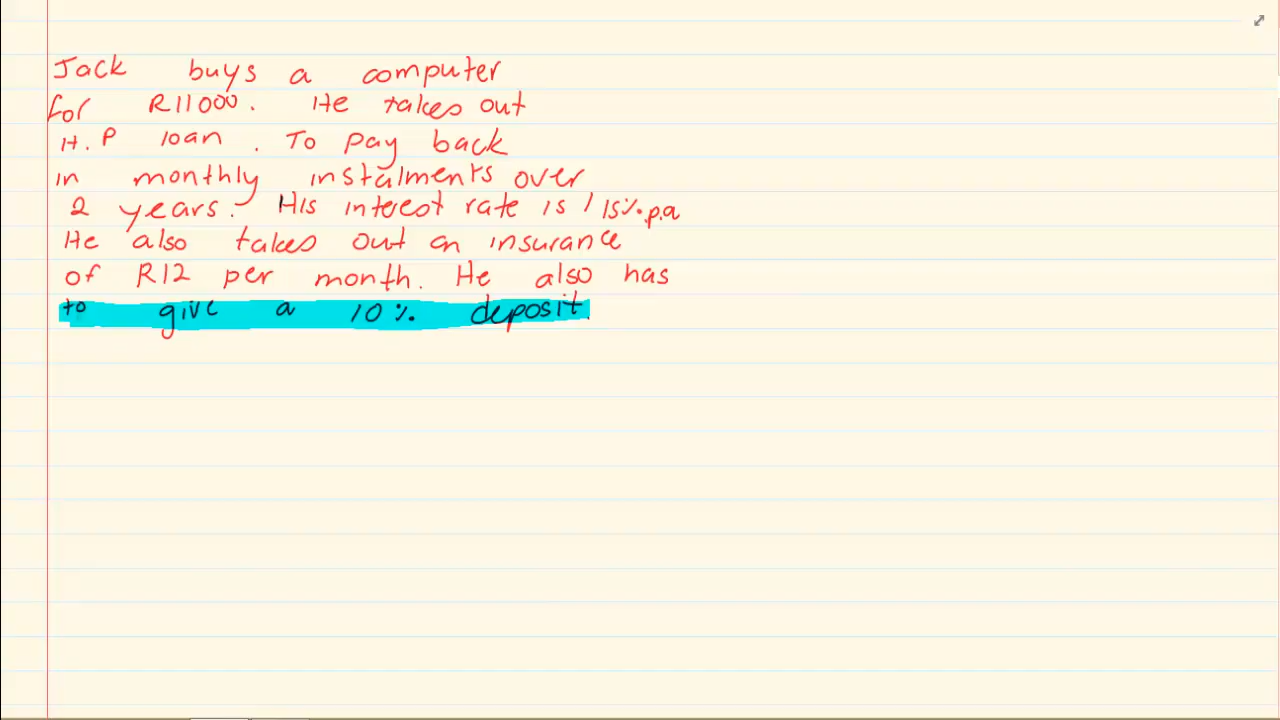 Jack buys a computer
for R11000. He takes out
H.P loan. To pay back
in monthly instalments over
2 years. His interest rate is 15% p.a
He also takes out an insurance
of R12 per month. He also has
to give a 10% deposit.